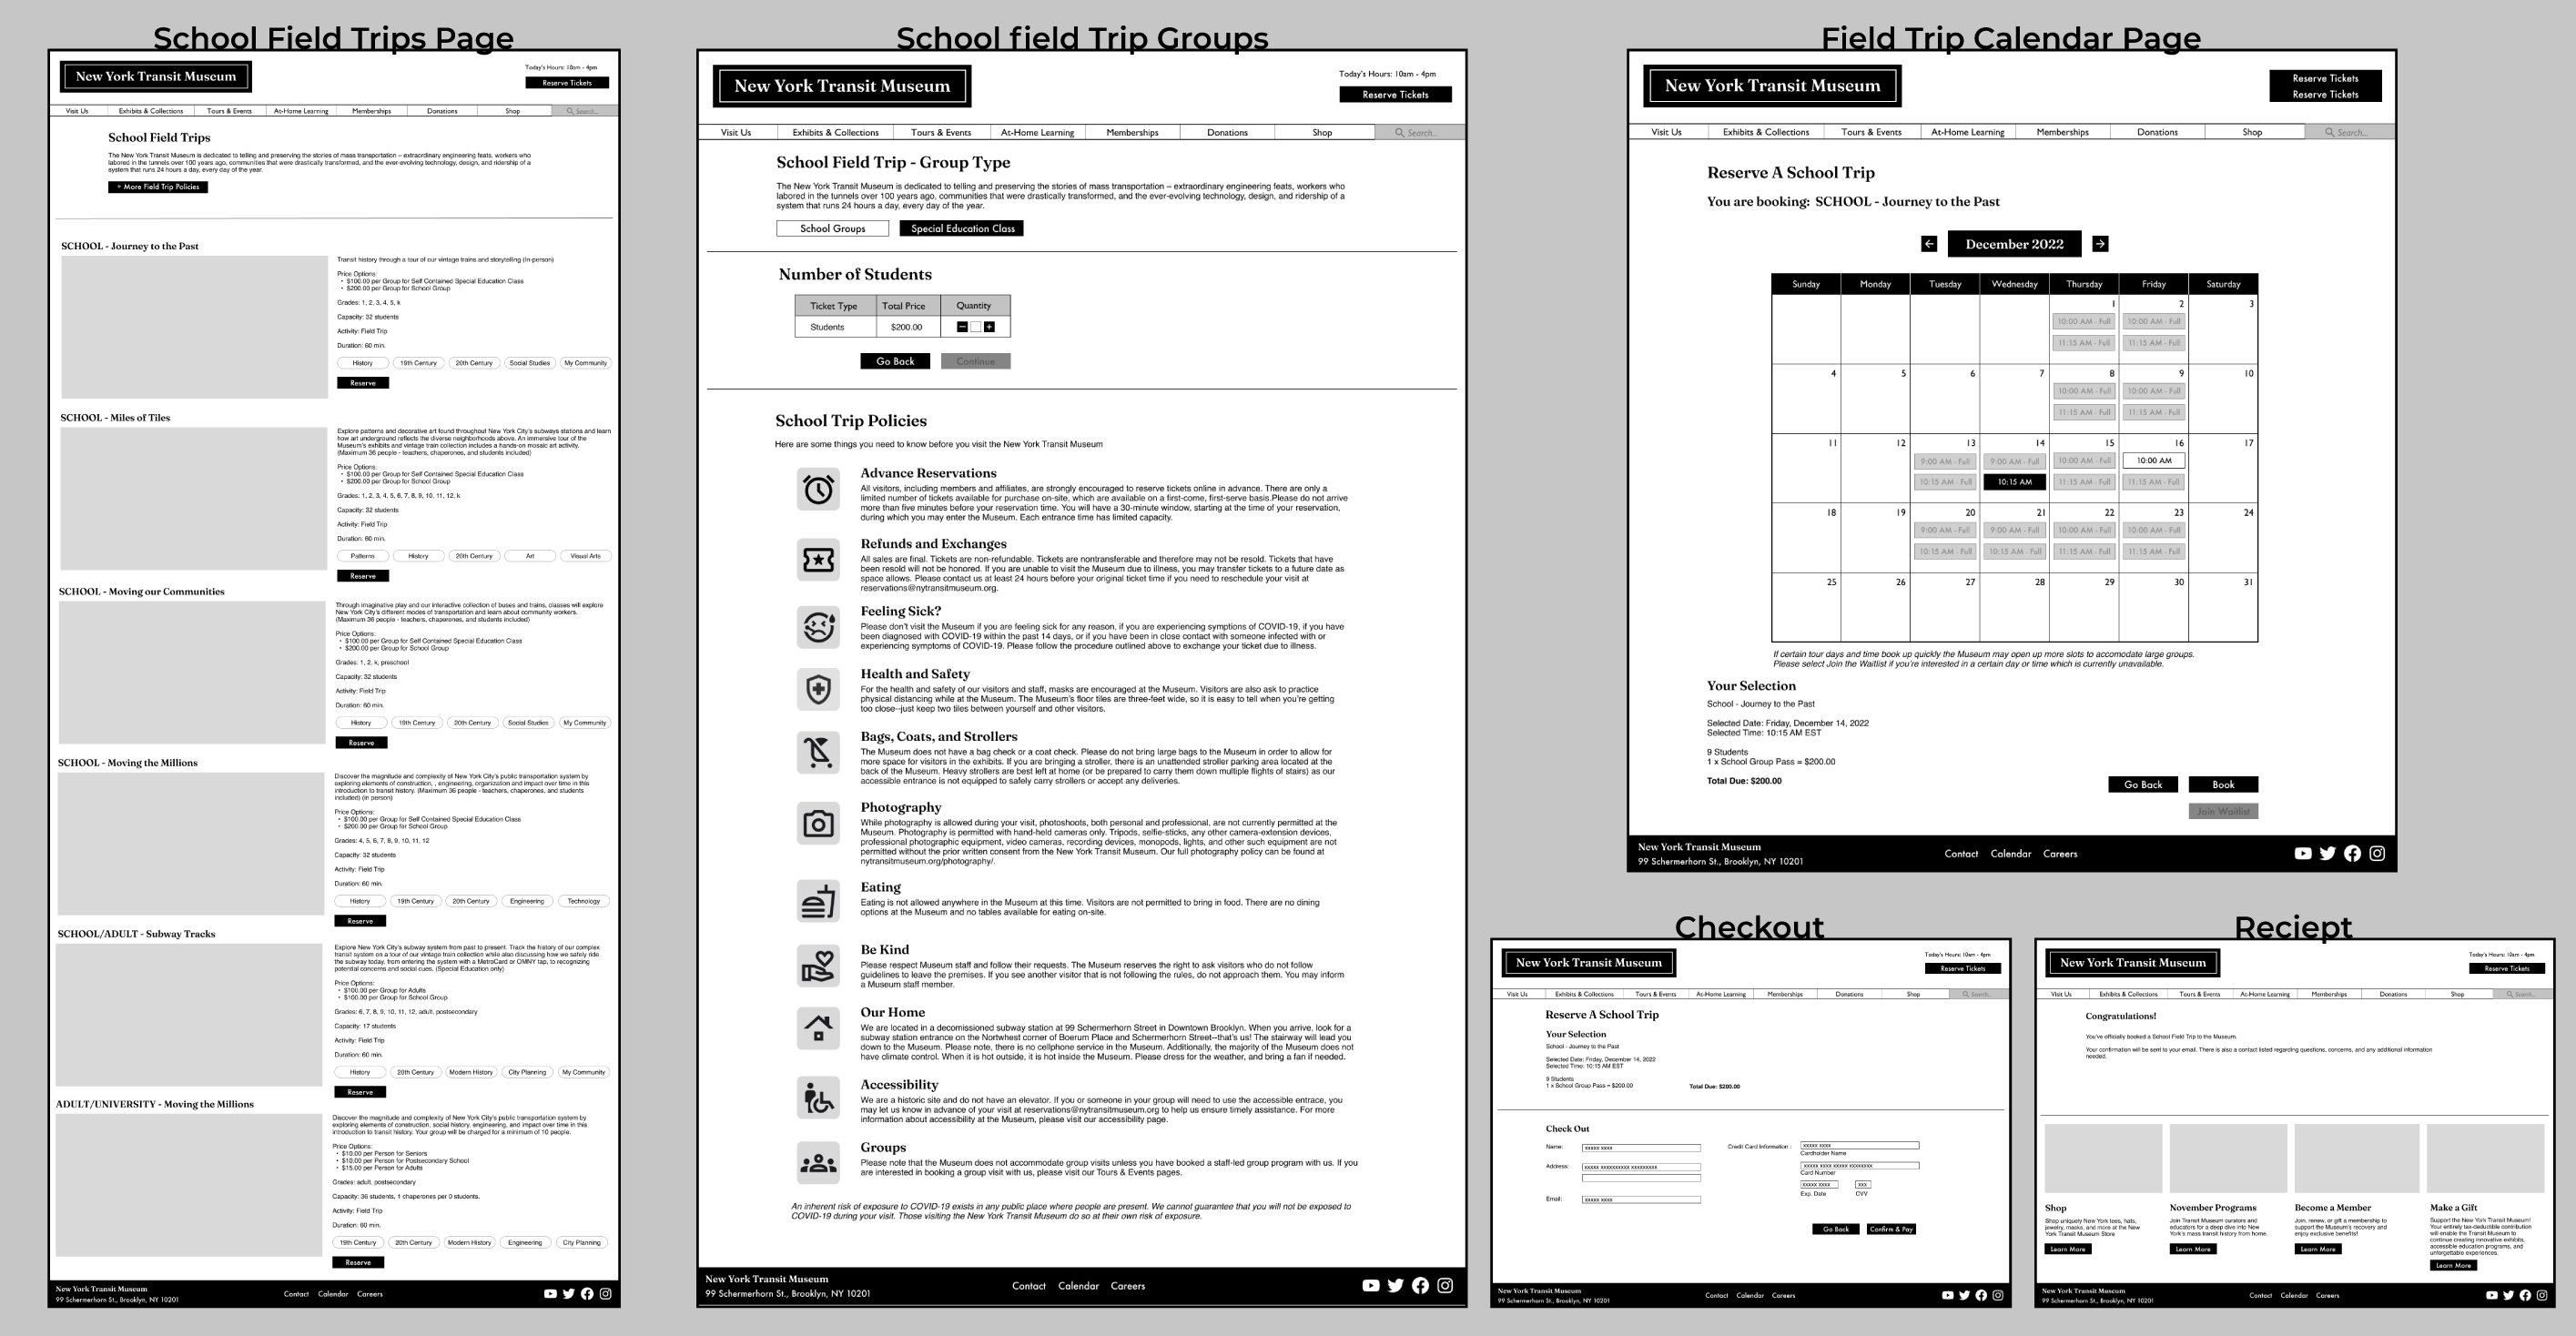 School Field Trips Page
New York Transit Museum
Today's Hours: 10am - 4pm
Reserve Tickets
Visit Us Exhibits & Collections Tours & Events At-Home Learning Memberships Donations Shop Search...
School Field Trips
The New York Transit Museum is dedicated to telling and preserving the stories of mass transportation – extraordinary engineering feats, workers who
labored in the tunnels over 100 years ago, communities that were drastically transformed, and the ever-evolving technology, design, and ridership of a
system that runs 24 hours a day, every day of the year.
+ More Field Trip Policies
SCHOOL - Journey to the Past
Transit history through a tour of our vintage trains and storytelling (In-person)
Price Options:
• $100.00 per Group for Self Contained Special Education Class
• $200.00 per Group for School Group
Grades: 1, 2, 3, 4, 5, k
Capacity: 32 students
Activity: Field Trip
Duration: 60 min.
History 19th Century 20th Century Social Studies My Community
Reserve
SCHOOL - Miles of Tiles
Explore patterns and decorative art found throughout New York City's subways stations and learn
how art underground reflects the diverse neighborhoods above. An immersive tour of the
Museum's exhibits and vintage train collection includes a hands-on mosaic art activity.
(Maximum 36 people - teachers, chaperones, and students included)
Price Options:
• $100.00 per Group for Self Contained Special Education Class
• $200.00 per Group for School Group
Grades: 1, 2, 3, 4, 5, 6, 7, 8, 9, 10, 11, 12, k
Capacity: 32 students
Activity: Field Trip
Duration: 60 min.
Patterns History 20th Century Art Visual Arts
Reserve
SCHOOL - Moving our Communities
Through imaginative play and our interactive collection of buses and trains, classes will explore
New York City's different modes of transportation and learn about community workers.
(Maximum 36 people - teachers, chaperones, and students included)
Price Options:
• $100.00 per Group for Self Contained Special Education Class
• $200.00 per Group for School Group
Grades: 1, 2, k, preschool
Capacity: 32 students
Activity: Field Trip
Duration: 60 min.
History 19th Century 20th Century Social Studies My Community
Reserve
SCHOOL - Moving the Millions
Discover the magnitude and complexity of New York City's public transportation system by
exploring elements of construction, , engineering, organization and impact over time in this
introduction to transit history. (Maximum 36 people - teachers, chaperones, and students
included) (in person)
Price Options:
• $100.00 per Group for Self Contained Special Education Class
• $200.00 per Group for School Group
Grades: 4, 5, 6, 7, 8, 9, 10, 11, 12
Capacity: 32 students
Activity: Field Trip
Duration: 60 min.
History 19th Century 20th Century Engineering Technology
Reserve
SCHOOL/ADULT - Subway Tracks
Explore New York City's subway system from past to present. Track the history of our complex
transit system on a tour of our vintage train collection while also discussing how we safely ride
the subway today, from entering the system with a MetroCard or OMNY tap, to recognizing
potential concerns and social cues. (Special Education only)
Price Options:
• $100.00 per Group for Adults
• $100.00 per Group for School Group
Grades: 6, 7, 8, 9, 10, 11, 12, adult, postsecondary
Capacity: 17 students
Activity: Field Trip
Duration: 60 min.
History 20th Century Modern History City Planning My Community
Reserve
ADULT/UNIVERSITY - Moving the Millions
Discover the magnitude and complexity of New York City's public transportation system by
exploring elements of construction, social history, engineering, and impact over time in this
introduction to transit history. Your group will be charged for a minimum of 10 people.
Price Options:
• $10.00 per Person for Seniors
• $10.00 per Person for Postsecondary School
• $15.00 per Person for Adults
Grades: adult, postsecondary
Capacity: 36 students, 1 chaperones per 0 students.
Activity: Field Trip
Duration: 60 min.
19th Century 20th Century Modern History Engineering City Planning
Reserve
New York Transit Museum
99 Schermerhorn St., Brooklyn, NY 10201
Contact Calendar Careers
School field Trip Groups
New York Transit Museum
Today's Hours: 10am - 4pm
Reserve Tickets
Visit Us Exhibits & Collections Tours & Events At-Home Learning Memberships Donations Shop Search...
School Field Trip - Group Type
The New York Transit Museum is dedicated to telling and preserving the stories of mass transportation – extraordinary engineering feats, workers who
labored in the tunnels over 100 years ago, communities that were drastically transformed, and the ever-evolving technology, design, and ridership of a
system that runs 24 hours a day, every day of the year.
School Groups Special Education Class
Number of Students
Ticket Type Total Price Quantity
Students $200.00 - +
Go Back Continue
School Trip Policies
Here are some things you need to know before you visit the New York Transit Museum
Advance Reservations
All visitors, including members and affiliates, are strongly encouraged to reserve tickets online in advance. There are only a
limited number of tickets available for purchase on-site, which are available on a first-come, first-serve basis.Please do not arrive
more than five minutes before your reservation time. You will have a 30-minute window, starting at the time of your reservation,
during which you may enter the Museum. Each entrance time has limited capacity.
Refunds and Exchanges
All sales are final. Tickets are non-refundable. Tickets are nontransferable and therefore may not be resold. Tickets that have
been resold will not be honored. If you are unable to visit the Museum due to illness, you may transfer tickets to a future date as
space allows. Please contact us at least 24 hours before your original ticket time if you need to reschedule your visit at
reservations@nytransitmuseum.org.
Feeling Sick?
Please don't visit the Museum if you are feeling sick for any reason, if you are experiencing symptoms of COVID-19, if you have
been diagnosed with COVID-19 within the past 14 days, or if you have been in close contact with someone infected with or
experiencing symptoms of COVID-19. Please follow the procedure outlined above to exchange your ticket due to illness.
Health and Safety
For the health and safety of our visitors and staff, masks are encouraged at the Museum. Visitors are also ask to practice
physical distancing while at the Museum. The Museum's floor tiles are three-feet wide, so it is easy to tell when you're getting
too close--just keep two tiles between yourself and other visitors.
Bags, Coats, and Strollers
The Museum does not have a bag check or a coat check. Please do not bring large bags to the Museum in order to allow for
more space for visitors in the exhibits. If you are bringing a stroller, there is an unattended stroller parking area located at the
back of the Museum. Heavy strollers are best left at home (or be prepared to carry them down multiple flights of stairs) as our
accessible entrance is not equipped to safely carry strollers or accept any deliveries.
Photography
While photography is allowed during your visit, photoshoots, both personal and professional, are not currently permitted at the
Museum. Photography is permitted with hand-held cameras only. Tripods, selfie-sticks, any other camera-extension devices,
professional photographic equipment, video cameras, recording devices, monopods, lights, and other such equipment are not
permitted without the prior written consent from the New York Transit Museum. Our full photography policy can be found at
nytransitmuseum.org/photography/.
Eating
Eating is not allowed anywhere in the Museum at this time. Visitors are not permitted to bring in food. There are no dining
options at the Museum and no tables available for eating on-site.
Be Kind
Please respect Museum staff and follow their requests. The Museum reserves the right to ask visitors who do not follow
guidelines to leave the premises. If you see another visitor that is not following the rules, do not approach them. You may inform
a Museum staff member.
Our Home
We are located in a decomissioned subway station at 99 Schermerhorn Street in Downtown Brooklyn. When you arrive, look for a
subway station entrance on the Nortwhest corner of Boerum Place and Schermerhorn Street--that's us! The stairway will lead you
down to the Museum. Please note, there is no cellphone service in the Museum. Additionally, the majority of the Museum does not
have climate control. When it is hot outside, it is hot inside the Museum. Please dress for the weather, and bring a fan if needed.
Accessibility
We are a historic site and do not have an elevator. If you or someone in your group will need to use the accessible entrace, you
may let us know in advance of your visit at reservations@nytransitmuseum.org to help us ensure timely assistance. For more
information about accessibility at the Museum, please visit our accessibility page.
Groups
Please note that the Museum does not accommodate group visits unless you have booked a staff-led group program with us. If you
are interested in booking a group visit with us, please visit our Tours & Events pages.
An inherent risk of exposure to COVID-19 exists in any public place where people are present. We cannot guarantee that you will not be exposed to
COVID-19 during your visit. Those visiting the New York Transit Museum do so at their own risk of exposure.
New York Transit Museum
99 Schermerhorn St., Brooklyn, NY 10201
Contact Calendar Careers
Field Trip Calendar Page
New York Transit Museum
Reserve Tickets
Reserve Tickets
Visit Us Exhibits & Collections Tours & Events At-Home Learning Memberships Donations Shop Search...
Reserve A School Trip
You are booking: SCHOOL - Journey to the Past
← December 2022 →
Sunday Monday Tuesday Wednesday Thursday Friday Saturday
1 2 3
10:00 AM - Full 10:00 AM - Full
11:15 AM - Full 11:15 AM - Full
4 5 6 7 8 9 10
10:00 AM - Full 10:00 AM - Full
11:15 AM - Full 11:15 AM - Full
11 12 13 14 15 16 17
9:00 AM - Full 9:00 AM - Full 10:00 AM - Full 10:00 AM
10:15 AM - Full 10:15 AM 11:15 AM - Full 11:15 AM - Full
18 19 20 21 22 23 24
9:00 AM - Full 9:00 AM - Full 10:00 AM - Full 10:00 AM - Full
10:15 AM - Full 10:15 AM - Full 11:15 AM - Full 11:15 AM - Full
25 26 27 28 29 30 31
If certain tour days and time book up quickly the Museum may open up more slots to accomodate large groups.
Please select Join the Waitlist if you're interested in a certain day or time which is currently unavailable.
Your Selection
School - Journey to the Past
Selected Date: Friday, December 14, 2022
Selected Time: 10:15 AM EST
9 Students
1 x School Group Pass = $200.00
Total Due: $200.00
Go Back Book
Join Waitlist
New York Transit Museum
99 Schermerhorn St., Brooklyn, NY 10201
Contact Calendar Careers
Checkout
New York Transit Museum
Today's Hours: 10am - 4pm
Reserve Tickets
Visit Us Exhibits & Collections Tours & Events At-Home Learning Memberships Donations Shop Search...
Reserve A School Trip
Your Selection
School - Journey to the Past
Selected Date: Friday, December 14, 2022
Selected Time: 10:15 AM EST
9 Students
1 x School Group Pass = $200.00 Total Due: $200.00
Check Out
Name: xxxxx xxxx
Address: xxxxx xxxxxxxxxx xxxxxxxxx
Email: xxxxx xxxx
Credit Card Information : xxxxx xxxx
Cardholder Name
xxxxx xxxx xxxxx xxxxxxxx
Card Number
xxxxx xxxx xxx
Exp. Date CVV
Go Back Confirm & Pay
New York Transit Museum
99 Schermerhorn St., Brooklyn, NY 10201
Contact Calendar Careers
Reciept
New York Transit Museum
Today's Hours: 10am - 4pm
Reserve Tickets
Visit Us Exhibits & Collections Tours & Events At-Home Learning Memberships Donations Shop Search...
Congratulations!
You've officially booked a School Field Trip to the Museum.
Your confirmation will be sent to your email. There is also a contact listed regarding questions, concerns, and any additional information
needed.
Shop
Shop uniquely New York tees, hats,
jewelry, masks, and more at the New
York Transit Museum Store
Learn More
November Programs
Join Transit Museum curators and
educators for a deep dive into New
York's mass transit history from home.
Learn More
Become a Member
Join, renew, or gift a membership to
support the Museum's recovery and
enjoy exclusive benefits!
Learn More
Make a Gift
Support the New York Transit Museum!
Your entirely tax-deductible contribution
will enable the Transit Museum to
continue creating innovative exhibits,
accessible education programs, and
unforgettable experiences.
Learn More
New York Transit Museum
99 Schermerhorn St., Brooklyn, NY 10201
Contact Calendar Careers